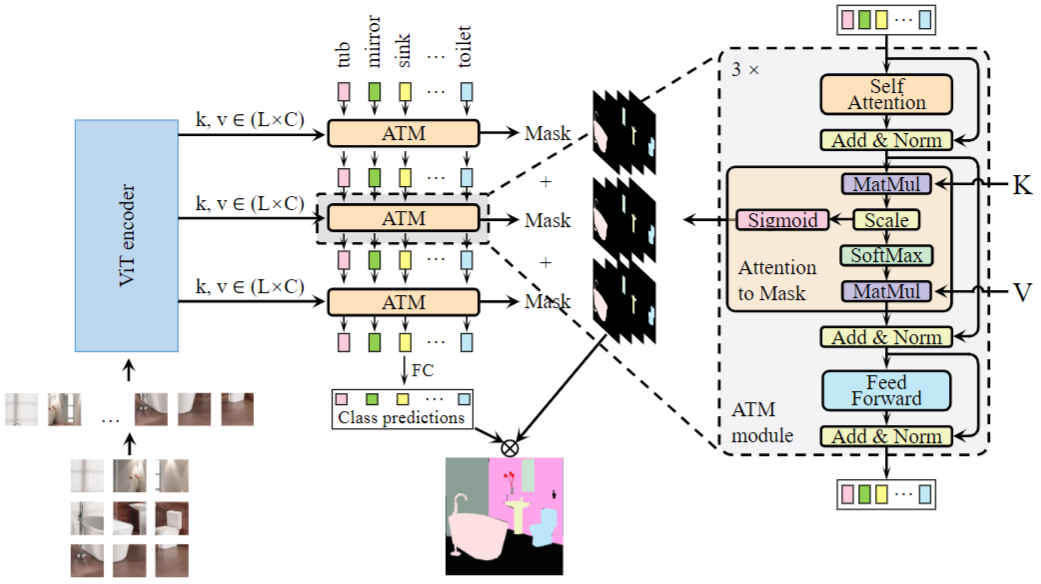 tub
mirror
sink
...
toilet
ViT encoder
k, v ∈ (L×C)
ATM
Mask
...
+
k, v ∈ (L×C)
ATM
Mask
...
+
k, v ∈ (L×C)
ATM
Mask
...
FC
...
Class predictions
...
...
3 ×
Self
Attention
Add & Norm
MatMul
K
Sigmoid
Scale
SoftMax
Attention
to Mask
MatMul
V
Add & Norm
Feed
Forward
ATM
module
Add & Norm
...